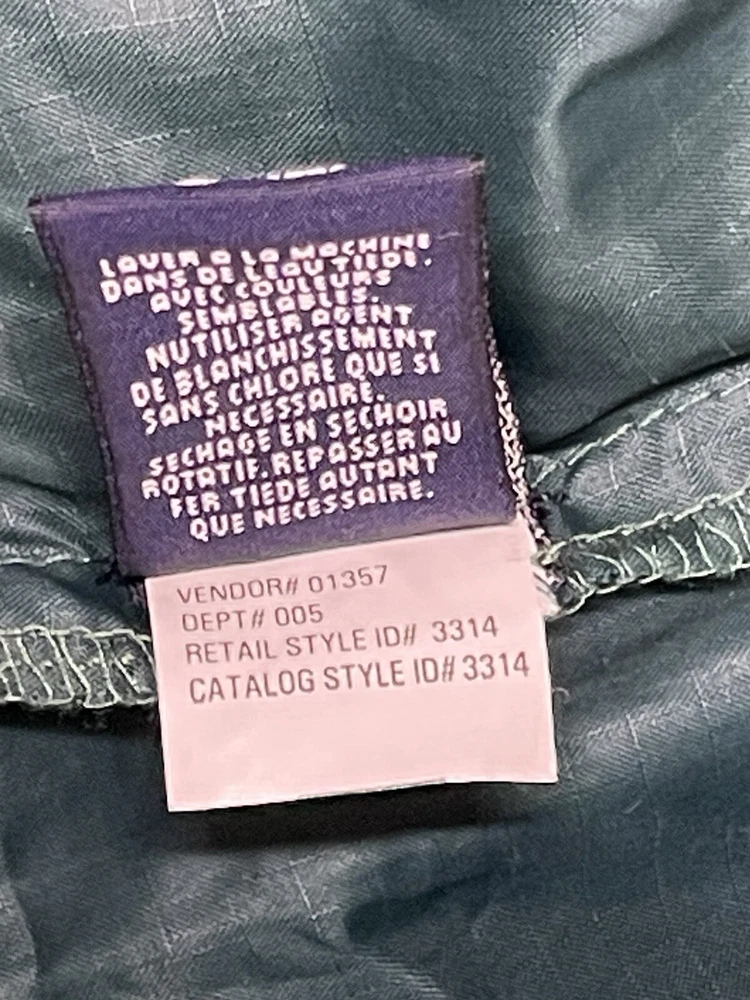 LAVER A LA MACHINE
DANS DE LEAU TIEDE.
AVEC COULEURS
SEMBLABLES.
NUTILISER AGENT
DE BLANCHISSEMENT
SANS CHLORE QUE SI
NECESSAIRE.
SECHAGE EN SECHOIR
ROTATIF. REPASSER AU
FER TIEDE AUTANT
QUE NECESSAIRE.
VENDOR# 01357
DEPT# 005
RETAIL STYLE ID# 3314
CATALOG STYLE ID# 3314